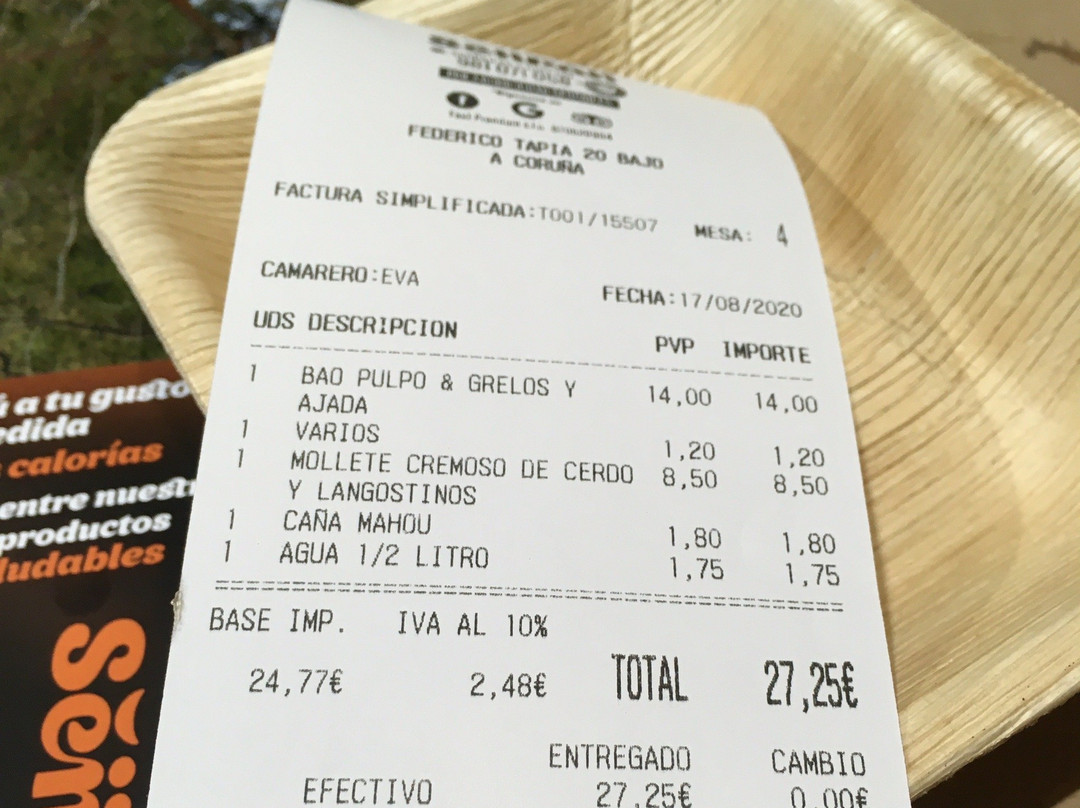 981 071 050
FEDERICO TAPIA 20 BAJO
A CORUÑA
FACTURA SIMPLIFICADA:T001/15507 MESA: 4
CAMARERO:EVA FECHA:17/08/2020
UDS DESCRIPCION PVP IMPORTE
1 BAO PULPO & GRELOS Y 14,00 14,00
AJADA
1 VARIOS 1,20 1,20
1 MOLLETE CREMOSO DE CERDO 8,50 8,50
Y LANGOSTINOS
1 CAÑA MAHOU 1,80 1,80
1 AGUA 1/2 LITRO 1,75 1,75
BASE IMP. IVA AL 10%
24,77€ 2,48€ TOTAL 27,25€
ENTREGADO CAMBIO
EFECTIVO 27,25€ 0,00€
a tu gusto
calorías
entre nuestr
productos
ludables